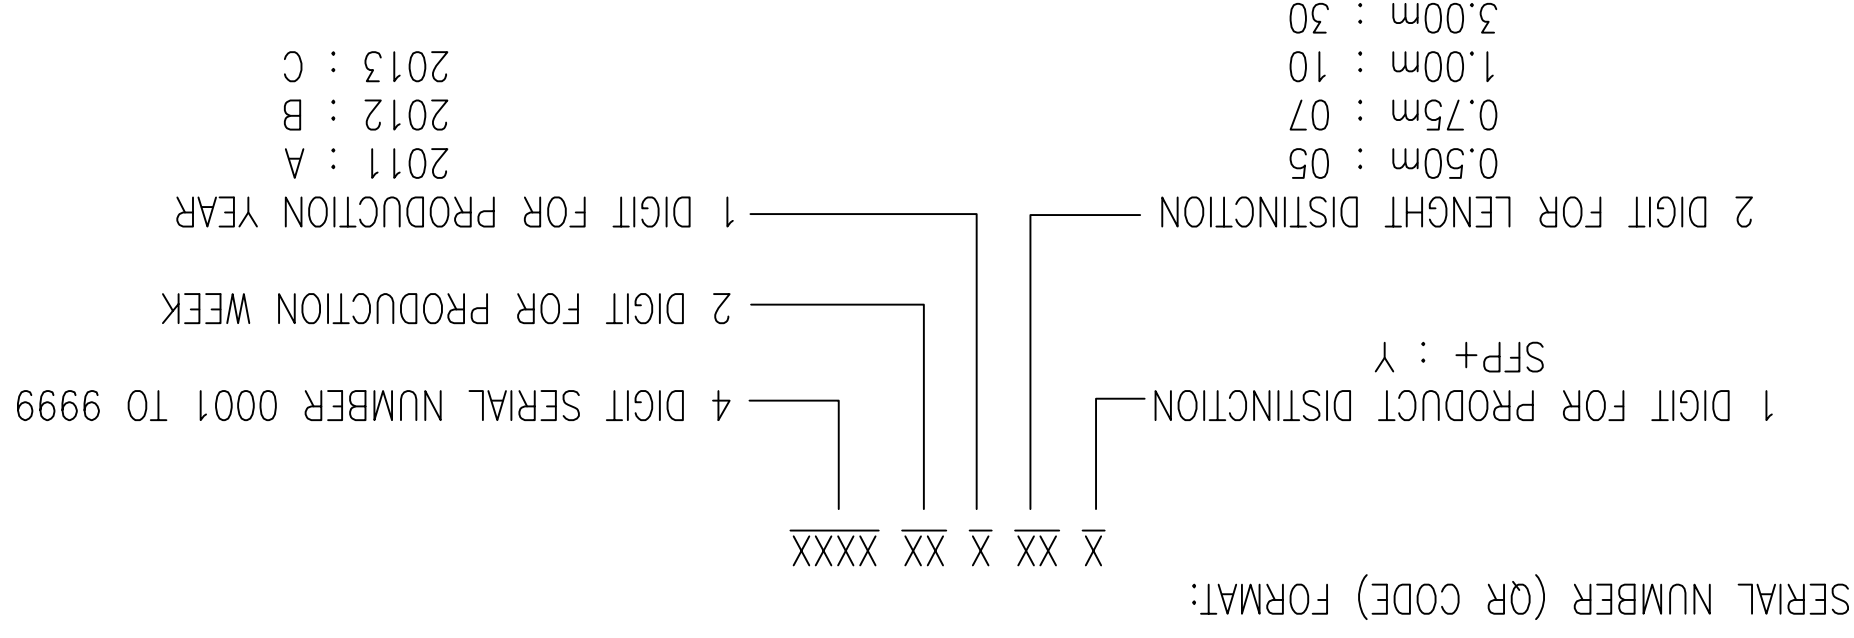 SERIAL NUMBER (QR CODE) FORMAT:
X XX X XX XXXX
1 DIGIT FOR PRODUCT DISTINCTION
SFP+ : Y
4 DIGIT SERIAL NUMBER 0001 TO 9999
2 DIGIT FOR PRODUCTION WEEK
2 DIGIT FOR LENGHT DISTINCTION
0.50m : 05
0.75m : 07
1.00m : 10
3.00m : 30
1 DIGIT FOR PRODUCTION YEAR
2011 : A
2012 : B
2013 : C